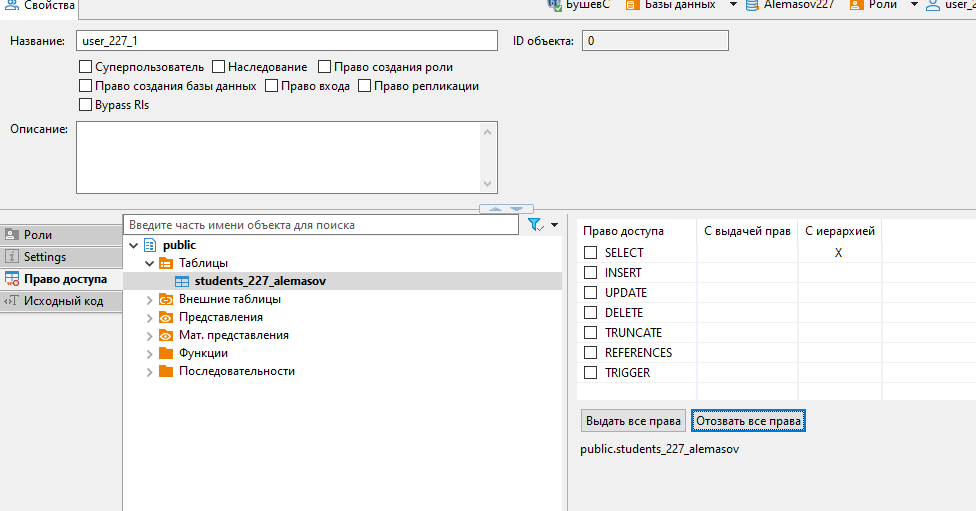 Свойства
БушевС Базы данных Alemasov227 Роли
Название: user_227_1 ID объекта: 0
Суперпользователь Наследование Право создания роли
Право создания базы данных Право входа Право репликации
Bypass Rls
Описание:
Роли
Settings
Право доступа
Исходный код
Введите часть имени объекта для поиска
public
Таблицы
students_227_alemasov
Внешние таблицы
Представления
Мат. представления
Функции
Последовательности
Право доступа С выдачей прав С иерархией
SELECT X
INSERT
UPDATE
DELETE
TRUNCATE
REFERENCES
TRIGGER
Выдать все права Отозвать все права
public.students_227_alemasov